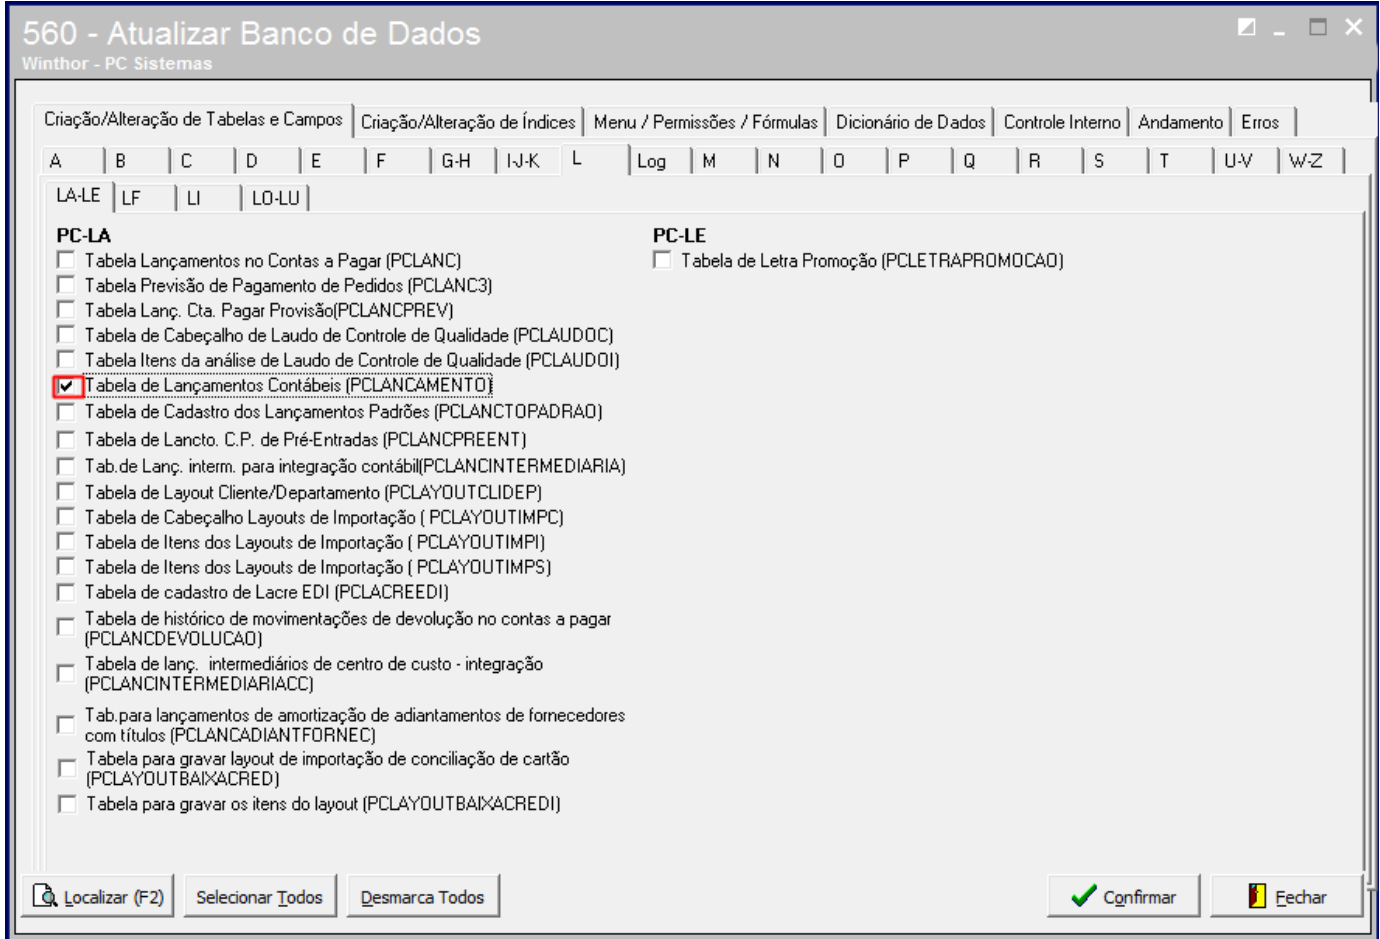 560 - Atualizar Banco de Dados
Winthor - PC Sistemas
Criação/Alteração de Tabelas e Campos Criação/Alteração de Índices Menu / Permissões / Fórmulas Dicionário de Dados Controle Interno Andamento Erros
A B C D E F G-H I-J-K L Log M N O P Q R S T U-V W-Z
LA-LE LF LI LO-LU
PC-LA
Tabela Lançamentos no Contas a Pagar (PCLANC)
Tabela Previsão de Pagamento de Pedidos (PCLANC3)
Tabela Lanç. Cta. Pagar Provisão(PCLANCPREV)
Tabela de Cabeçalho de Laudo de Controle de Qualidade (PCLAUDOC)
Tabela Itens da análise de Laudo de Controle de Qualidade (PCLAUDOI)
Tabela de Lançamentos Contábeis (PCLANCAMENTO)
Tabela de Cadastro dos Lançamentos Padrões (PCLANCTOPADRAO)
Tabela de Lancto. C.P. de Pré-Entradas (PCLANCPREENT)
Tab.de Lanç. interm. para integração contábil(PCLANCINTERMEDIARIA)
Tabela de Layout Cliente/Departamento (PCLAYOUTCLIDEP)
Tabela de Cabeçalho Layouts de Importação ( PCLAYOUTIMPC)
Tabela de Itens dos Layouts de Importação ( PCLAYOUTIMPI)
Tabela de Itens dos Layouts de Importação ( PCLAYOUTIMPS)
Tabela de cadastro de Lacre EDI (PCLACREEDI)
Tabela de histórico de movimentações de devolução no contas a pagar
(PCLANCDEVOLUCAO)
Tabela de lanç. intermediários de centro de custo - integração
(PCLANCINTERMEDIARIACC)
Tab.para lançamentos de amortização de adiantamentos de fornecedores
com títulos (PCLANCADIANTFORNEC)
Tabela para gravar layout de importação de conciliação de cartão
(PCLAYOUTBAIXACRED)
Tabela para gravar os itens do layout (PCLAYOUTBAIXACREDI)
PC-LE
Tabela de Letra Promoção (PCLETRAPROMOCAO)
Localizar (F2) Selecionar Todos Desmarca Todos Confirmar Fechar